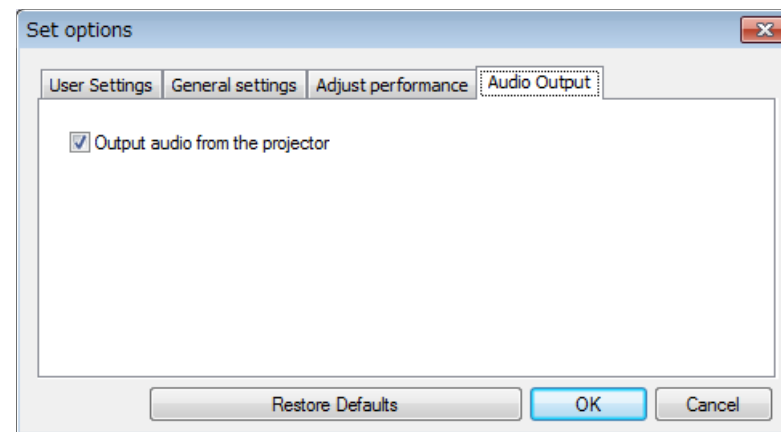 Set options
User Settings General settings Adjust performance Audio Output
Output audio from the projector
Restore Defaults OK Cancel